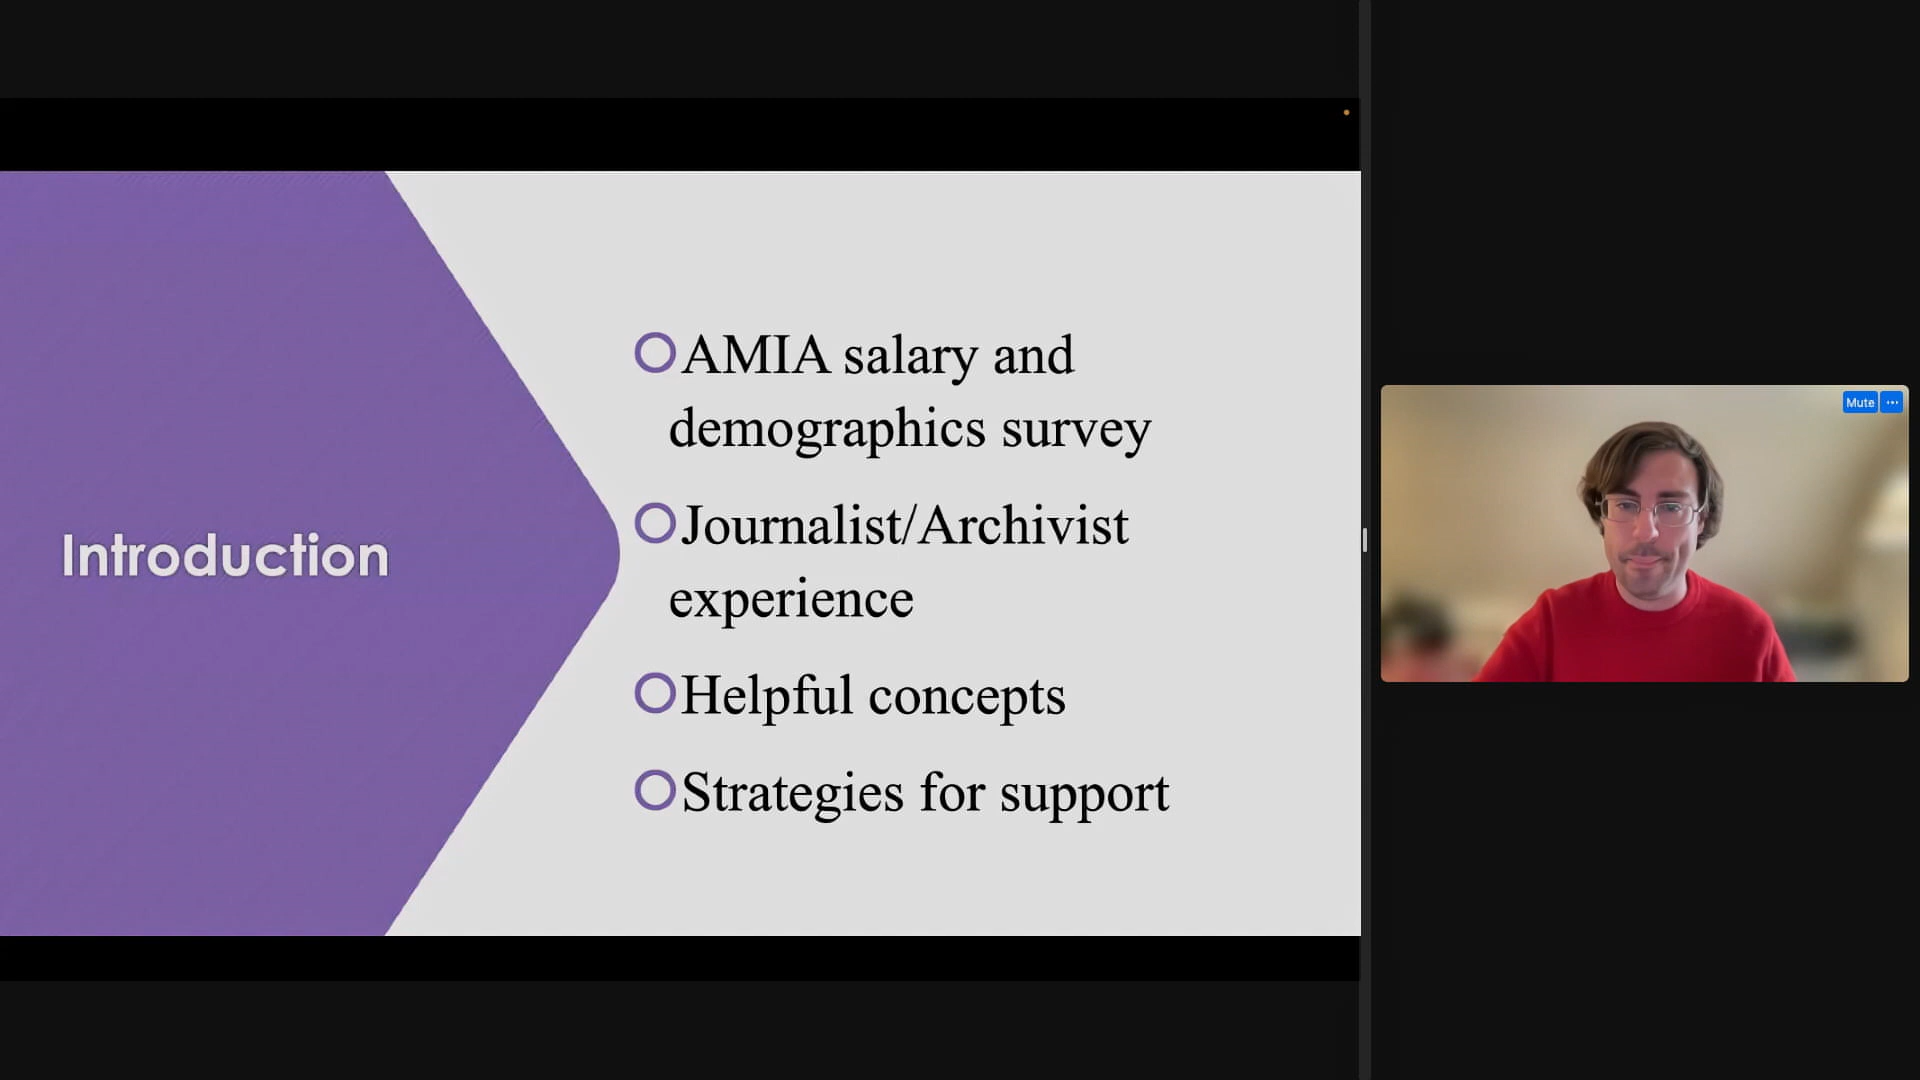 Introduction
AMIA salary and
demographics survey
Journalist/Archivist
experience
Helpful concepts
Strategies for support
Mute